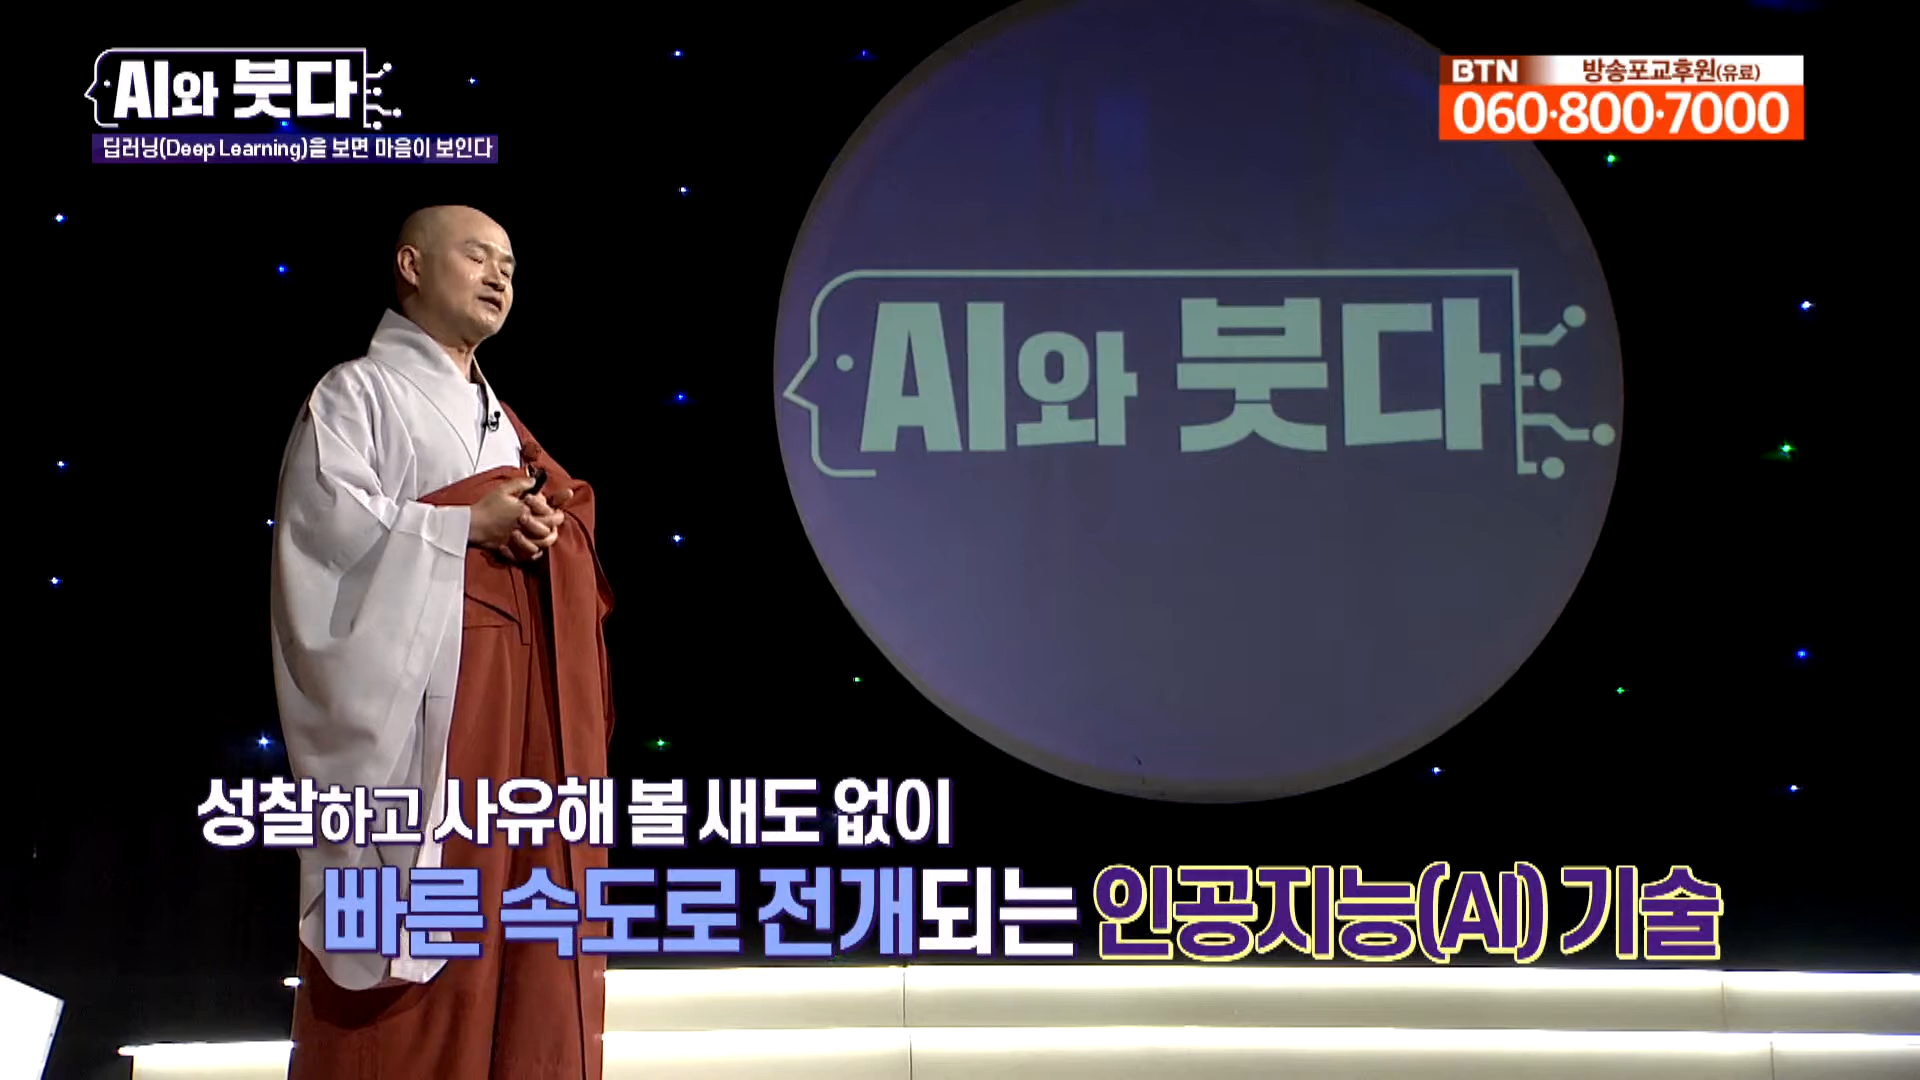 AI와 붓다
딥러닝(Deep Learning)을 보면 마음이 보인다
BTN 방송포교후원(유료)
060·800·7000
AI와 붓다
성찰하고 사유해 볼 새도 없이
빠른 속도로 전개되는 인공지능(AI) 기술